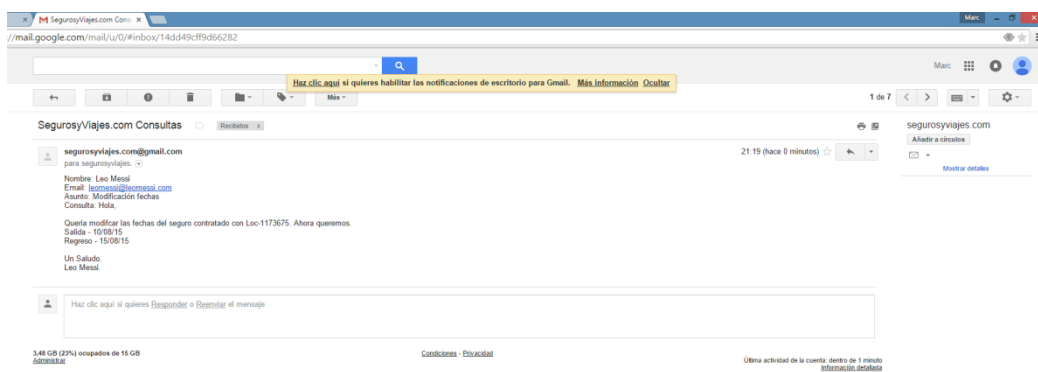 SegurosyViajes.com Cons
Marc
//mail.google.com/mail/u/0/#inbox/14dd49cff9d66282
Marc
Haz clic aquí si quieres habilitar las notificaciones de escritorio para Gmail. Más información Ocultar
Más
1 de 7
SegurosyViajes.com Consultas Recibidos x
segurosyviajes.com
Añadir a círculos
Mostrar detalles
segurosyviajes.com@gmail.com
21:19 (hace 0 minutos)
para segurosyviajes.
Nombre: Leo Messi
Email: leomessi@leomessi.com
Asunto: Modificación fechas
Consulta: Hola,
Quería modifcar las fechas del seguro contratado con Loc-1173675. Ahora queremos.
Salida - 10/08/15
Regreso - 15/08/15
Un Saludo.
Leo Messi.
Haz clic aquí si quieres Responder o Reenviar el mensaje
3,48 GB (23%) ocupados de 15 GB
Administrar
Condiciones - Privacidad
Última actividad de la cuenta: dentro de 1 minuto
Información detallada